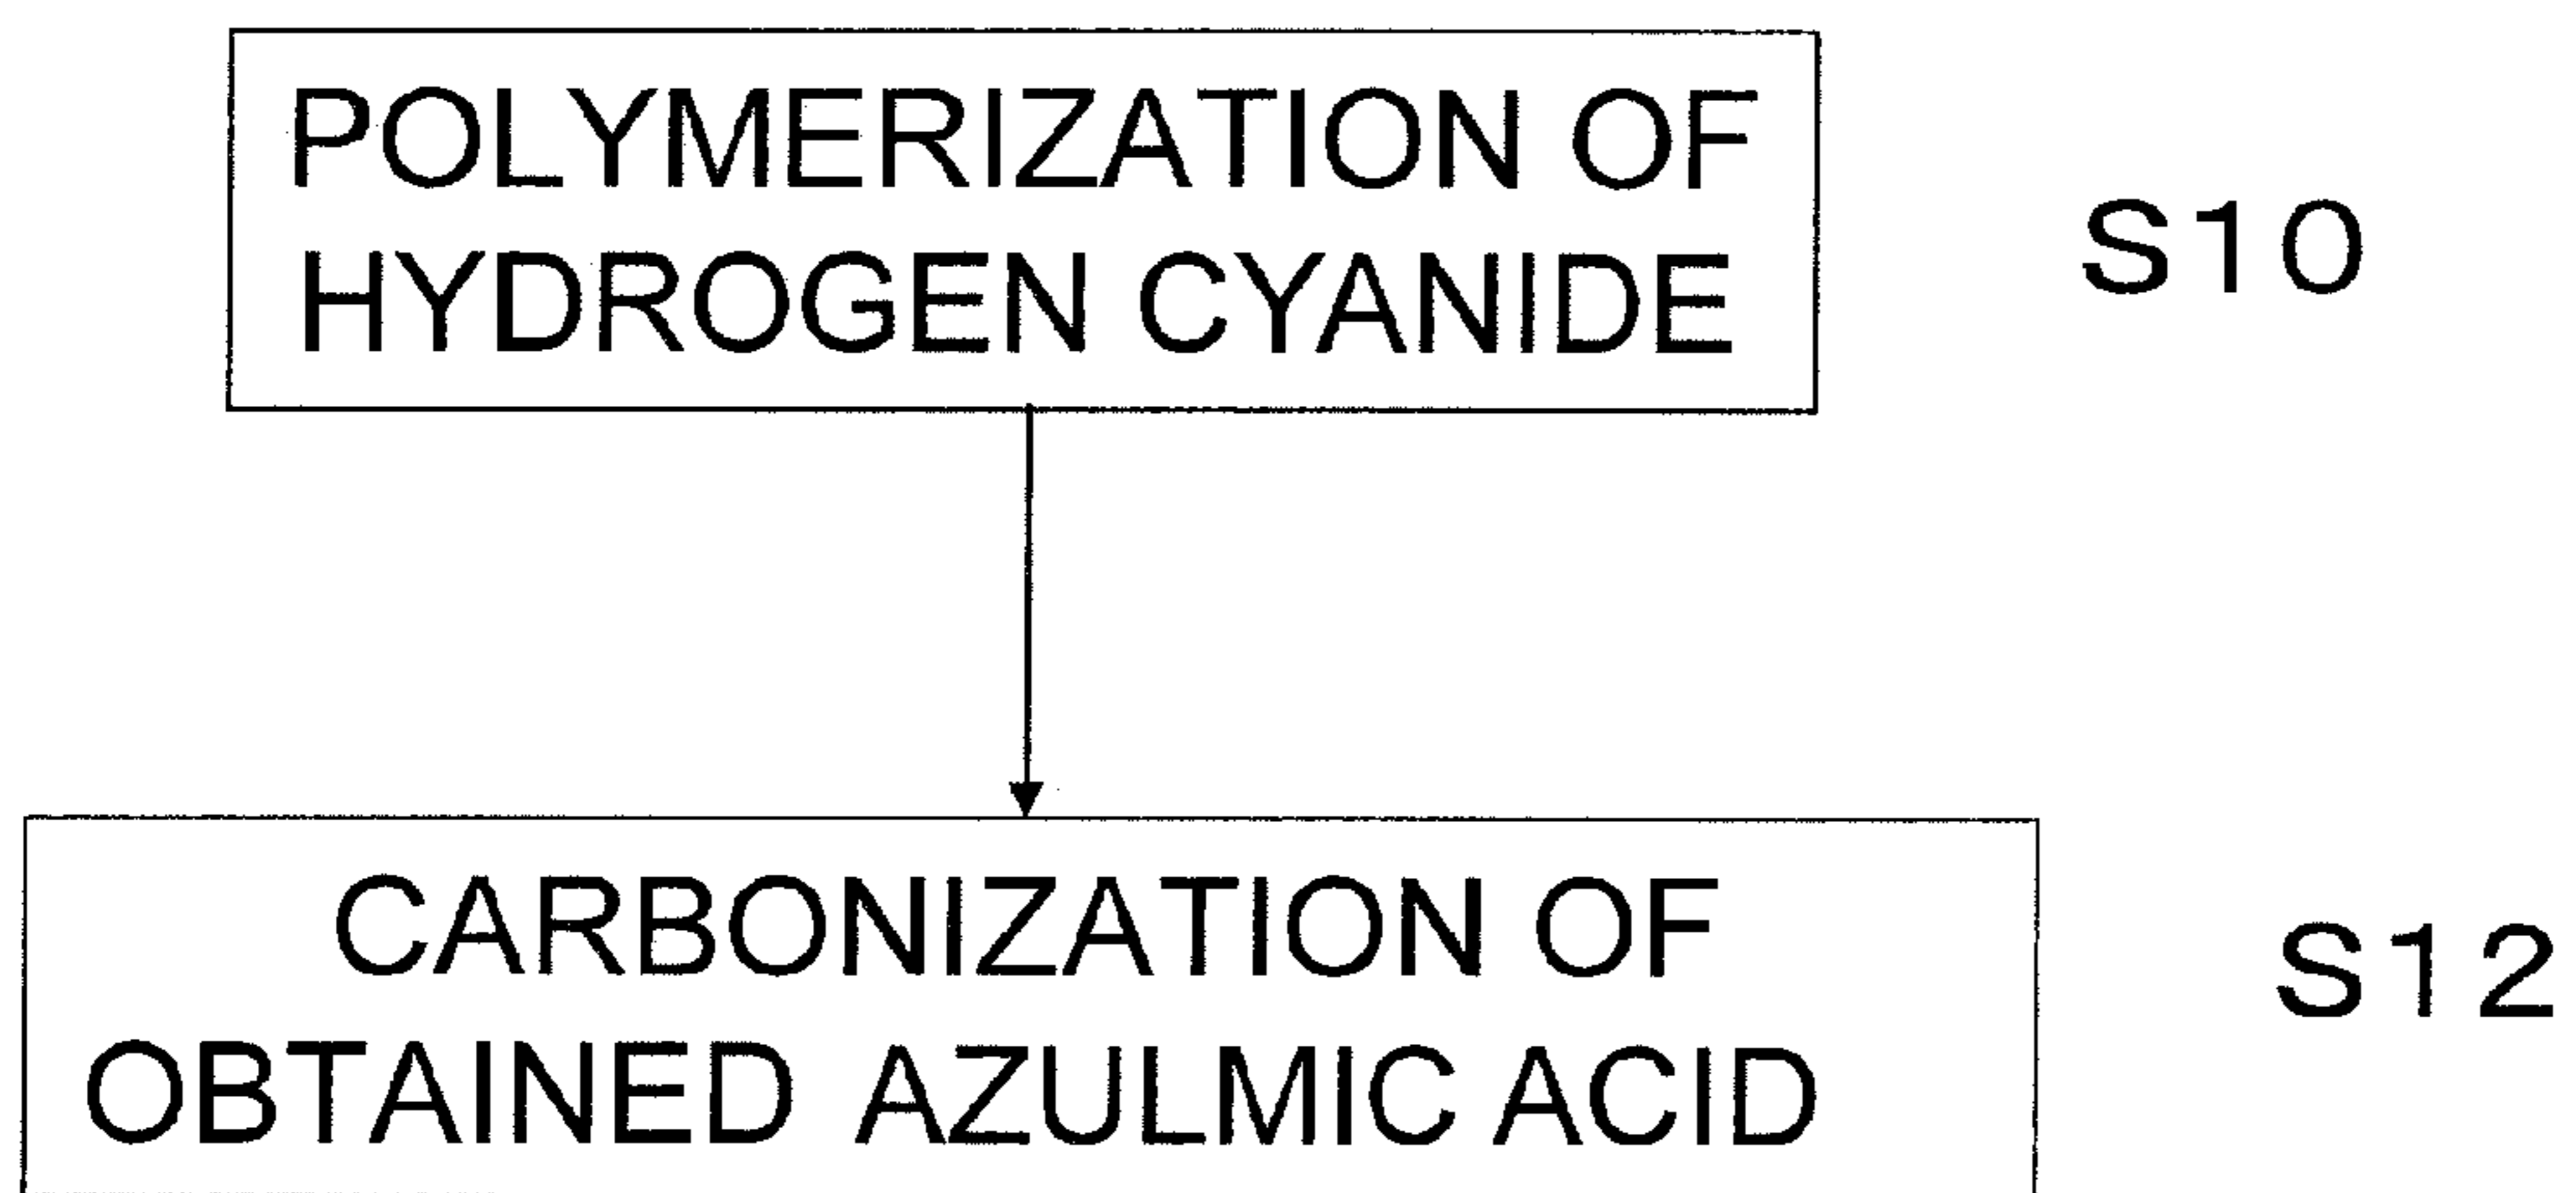 POLYMERIZATION OF
HYDROGEN CYANIDE
S10
CARBONIZATION OF
OBTAINED AZULMIC ACID
S12